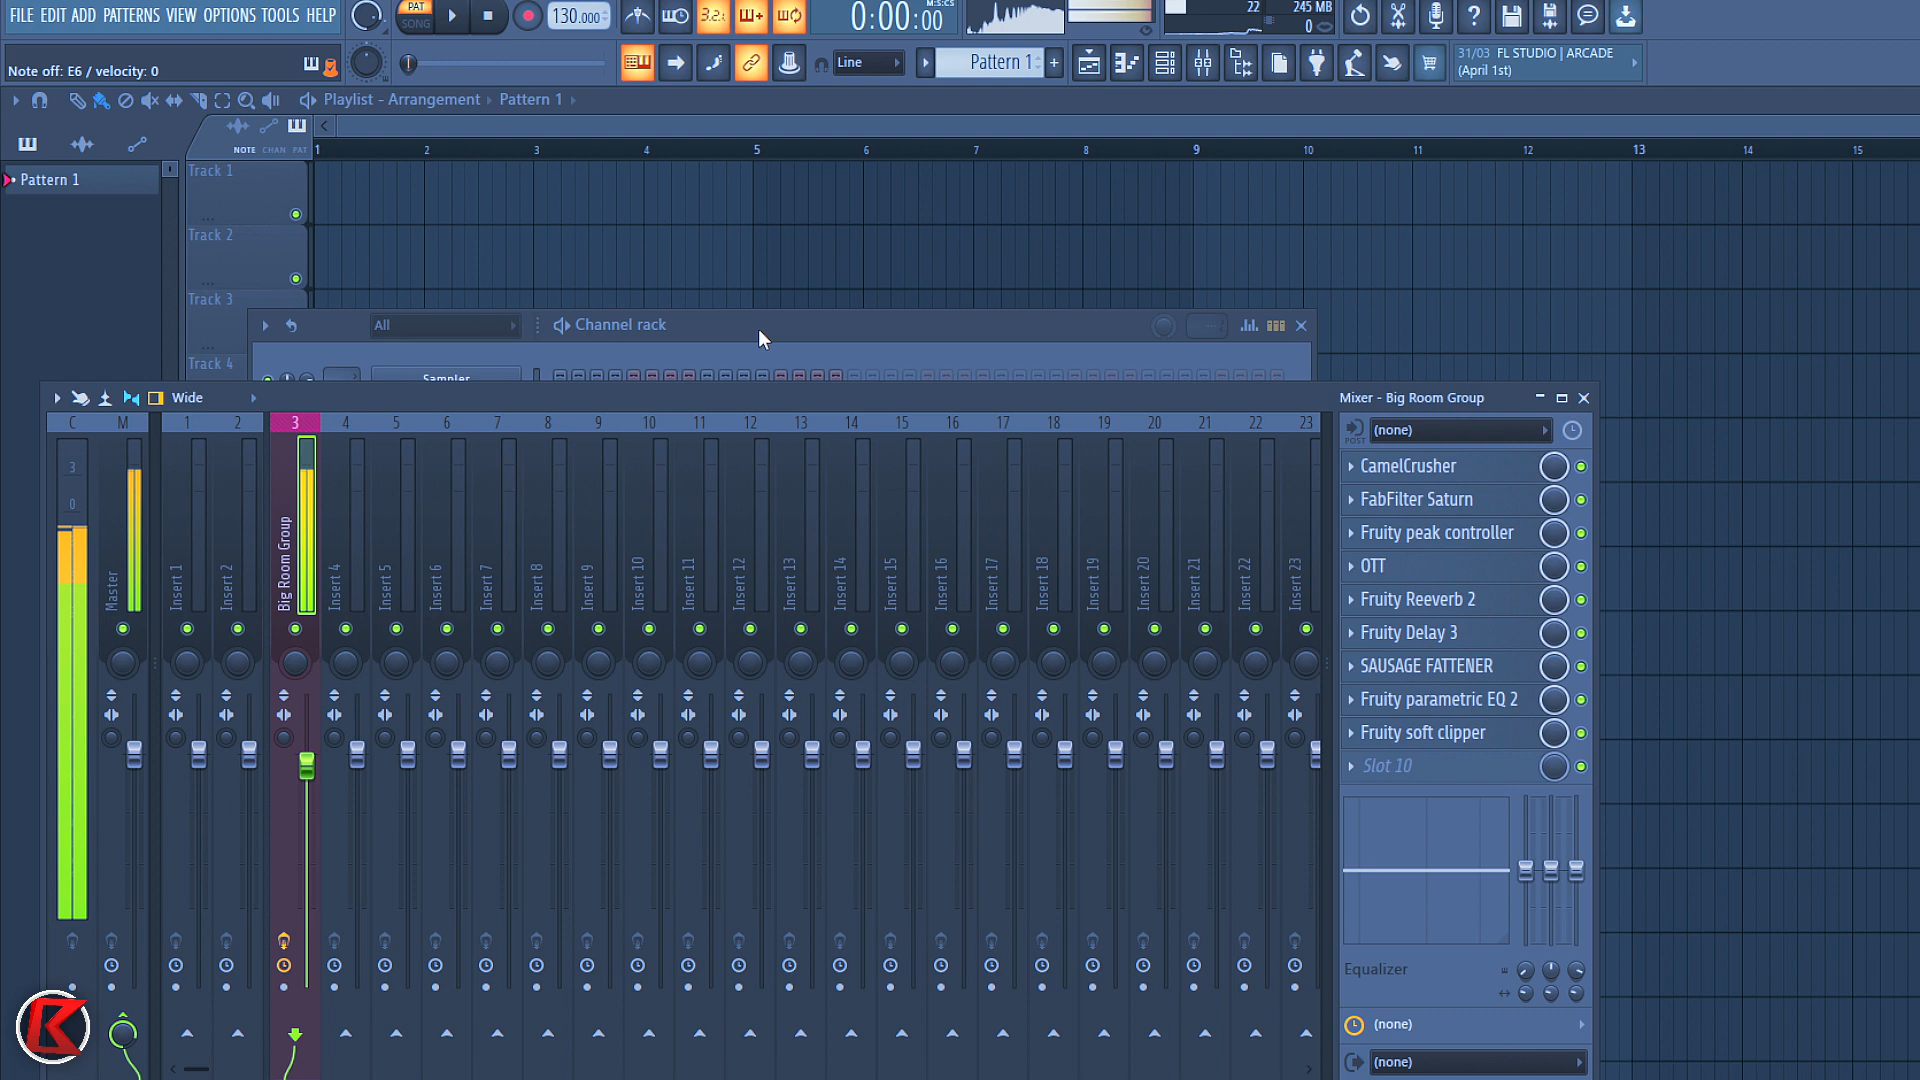 FILE EDIT ADD PATTERNS VIEW OPTIONS TOOLS HELP
PAT
SONG
130.000
3.2.
0:00:00
M:S:CS
22
245 MB
0
Note off: E6 / velocity: 0
Line
Pattern 1
+
31/03 FL STUDIO | ARCADE
(April 1st)
Playlist - Arrangement
Pattern 1
NOTE CHAN PAT
1 2 3 4 5 6 7 8 9 10 11 12 13 14 15
Pattern 1
Track 1
Track 2
Track 3
Track 4
All
Channel rack
Sampler
Wide
Mixer - Big Room Group
C M 1 2 3 4 5 6 7 8 9 10 11 12 13 14 15 16 17 18 19 20 21 22 23
3
0
Master
Insert 1
Insert 2
Big Room Group
Insert 4
Insert 5
Insert 6
Insert 7
Insert 8
Insert 9
Insert 10
Insert 11
Insert 12
Insert 13
Insert 14
Insert 15
Insert 16
Insert 17
Insert 18
Insert 19
Insert 20
Insert 21
Insert 22
Insert 23
POST
(none)
CamelCrusher
FabFilter Saturn
Fruity peak controller
OTT
Fruity Reeverb 2
Fruity Delay 3
SAUSAGE FATTENER
Fruity parametric EQ 2
Fruity soft clipper
Slot 10
Equalizer
(none)
(none)
K